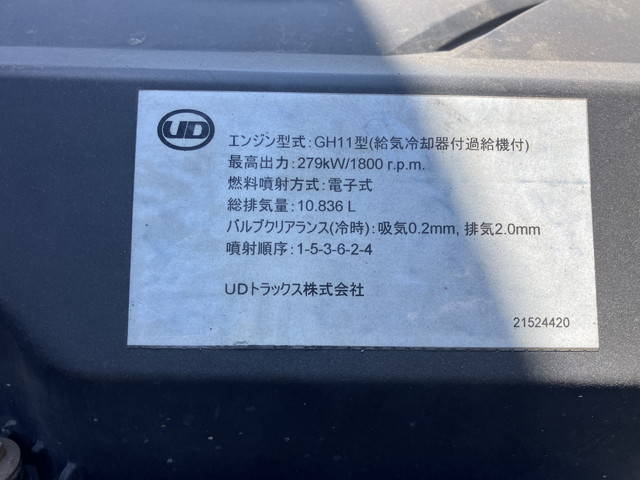 UD
エンジン型式:GH11型(給気冷却器付過給機付)
最高出力:279kW/1800 r.p.m.
燃料噴射方式:電子式
総排気量:10.836 L
バルブクリアランス(冷時):吸気0.2mm, 排気2.0mm
噴射順序:1-5-3-6-2-4
UDトラックス株式会社
21524420